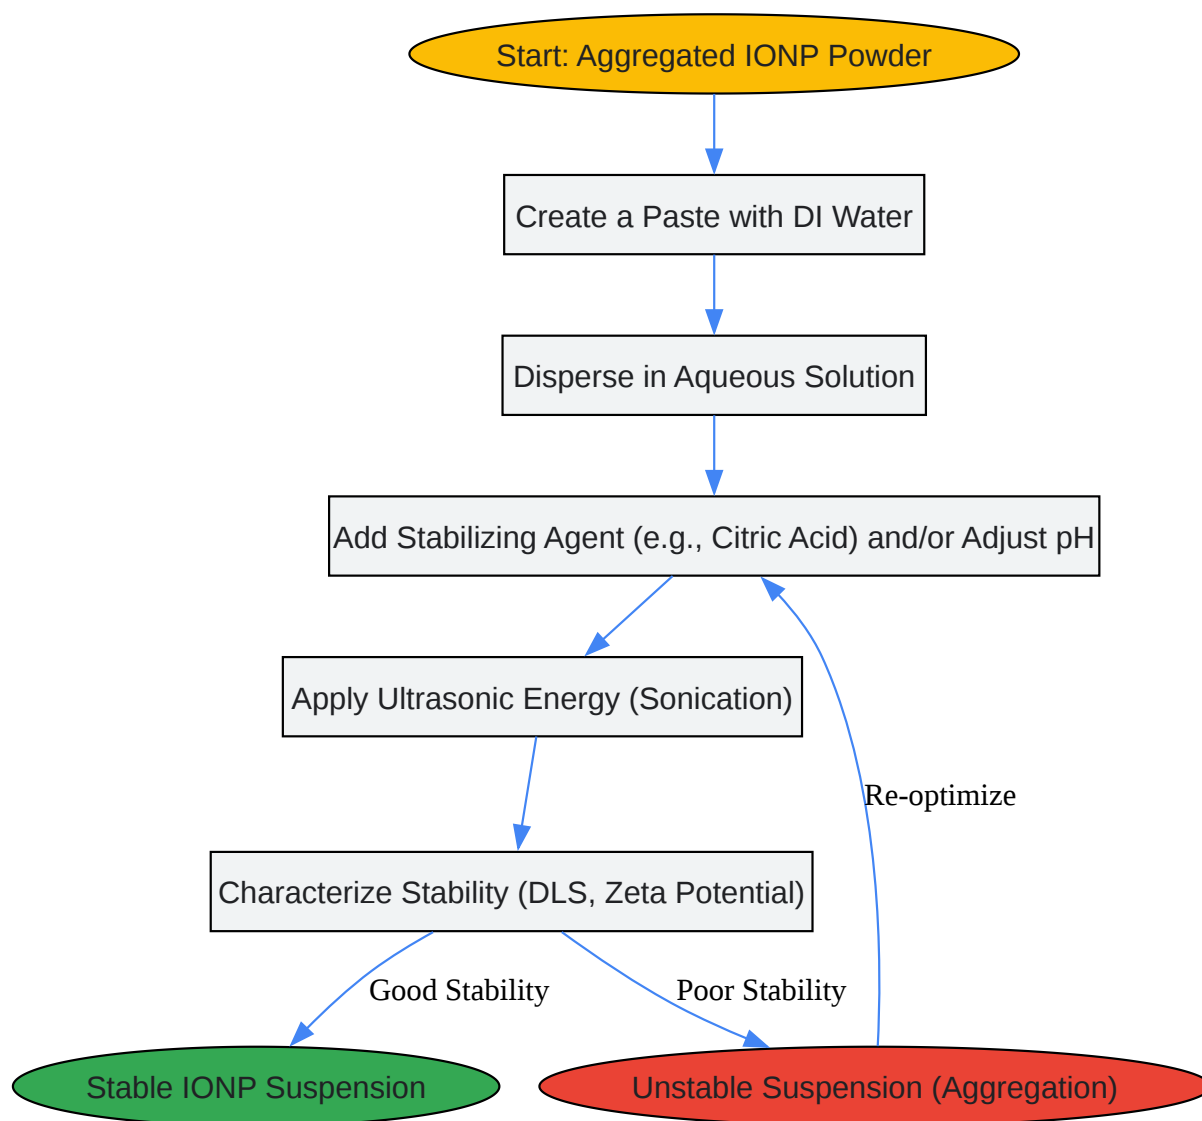 Start: Aggregated IONP Powder
Create a Paste with DI Water
Disperse in Aqueous Solution
Add Stabilizing Agent (e.g., Citric Acid) and/or Adjust pH
Apply Ultrasonic Energy (Sonication)
Re-optimize
Characterize Stability (DLS, Zeta Potential)
Good Stability
Poor Stability
Stable IONP Suspension
Unstable Suspension (Aggregation)